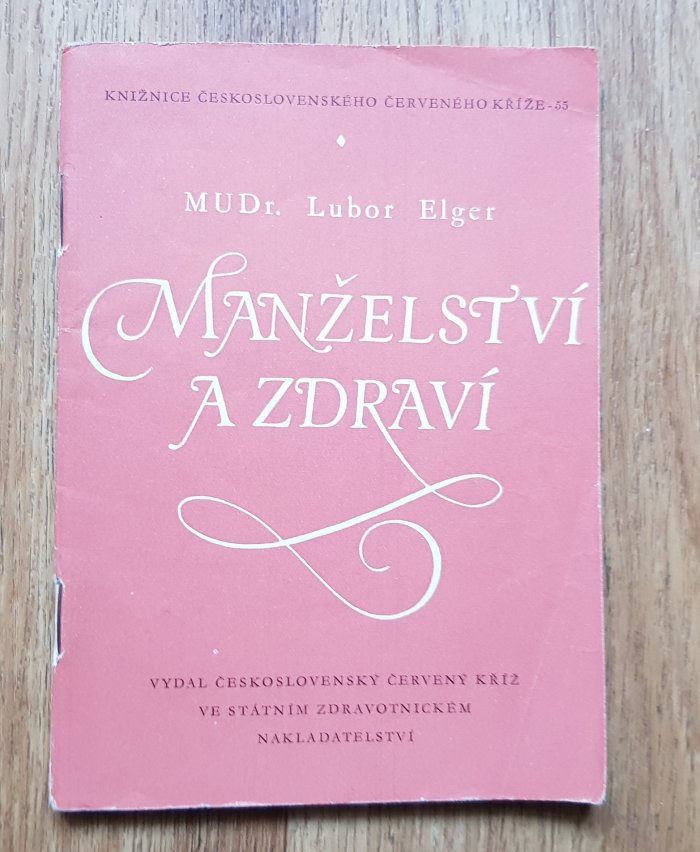 KNIŽNICE ČESKOSLOVENSKÉHO ČERVENÉHO KŘÍŽE-55
MUDr. Lubor Elger
MANŽELSTVÍ
A ZDRAVÍ
VYDAL ČESKOSLOVENSKÝ ČERVENÝ KŘÍŽ
VE STÁTNÍM ZDRAVOTNICKÉM
NAKLADATELSTVÍ